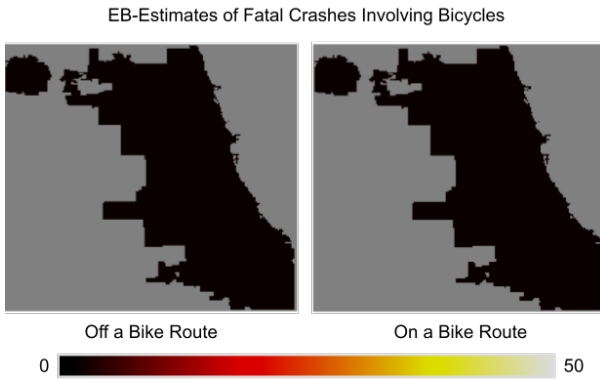 EB-Estimates of Fatal Crashes Involving Bicycles
Off a Bike Route
On a Bike Route
0
50